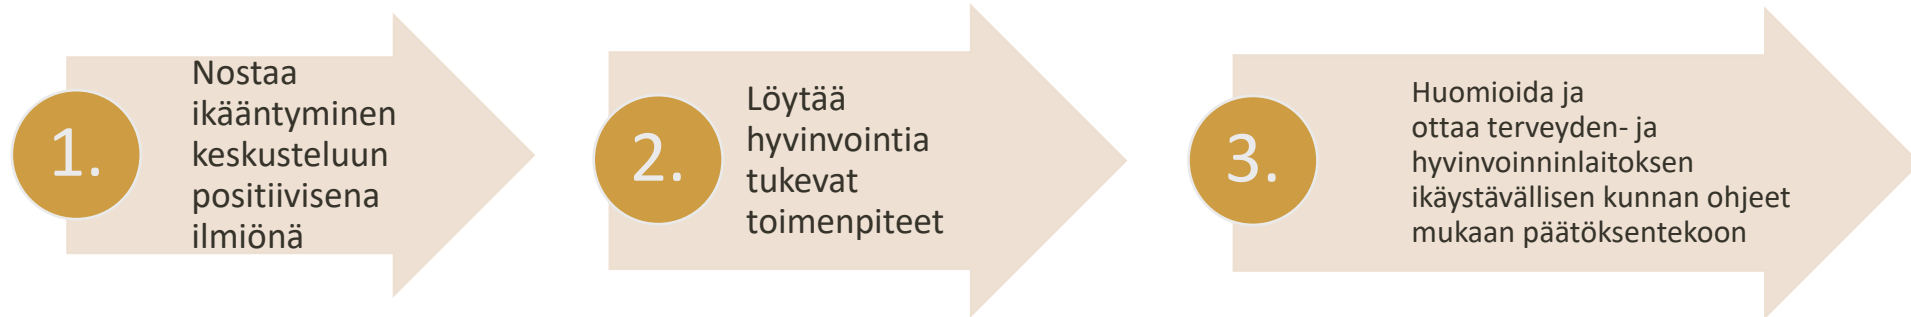 1.
Nostaa
ikääntyminen
keskusteluun
positiivisena
ilmiönä
2.
Löytää
hyvinvointia
tukevat
toimenpiteet
3.
Huomioida ja
ottaa terveyden- ja
hyvinvoinninlaitoksen
ikäystävällisen kunnan ohjeet
mukaan päätöksentekoon